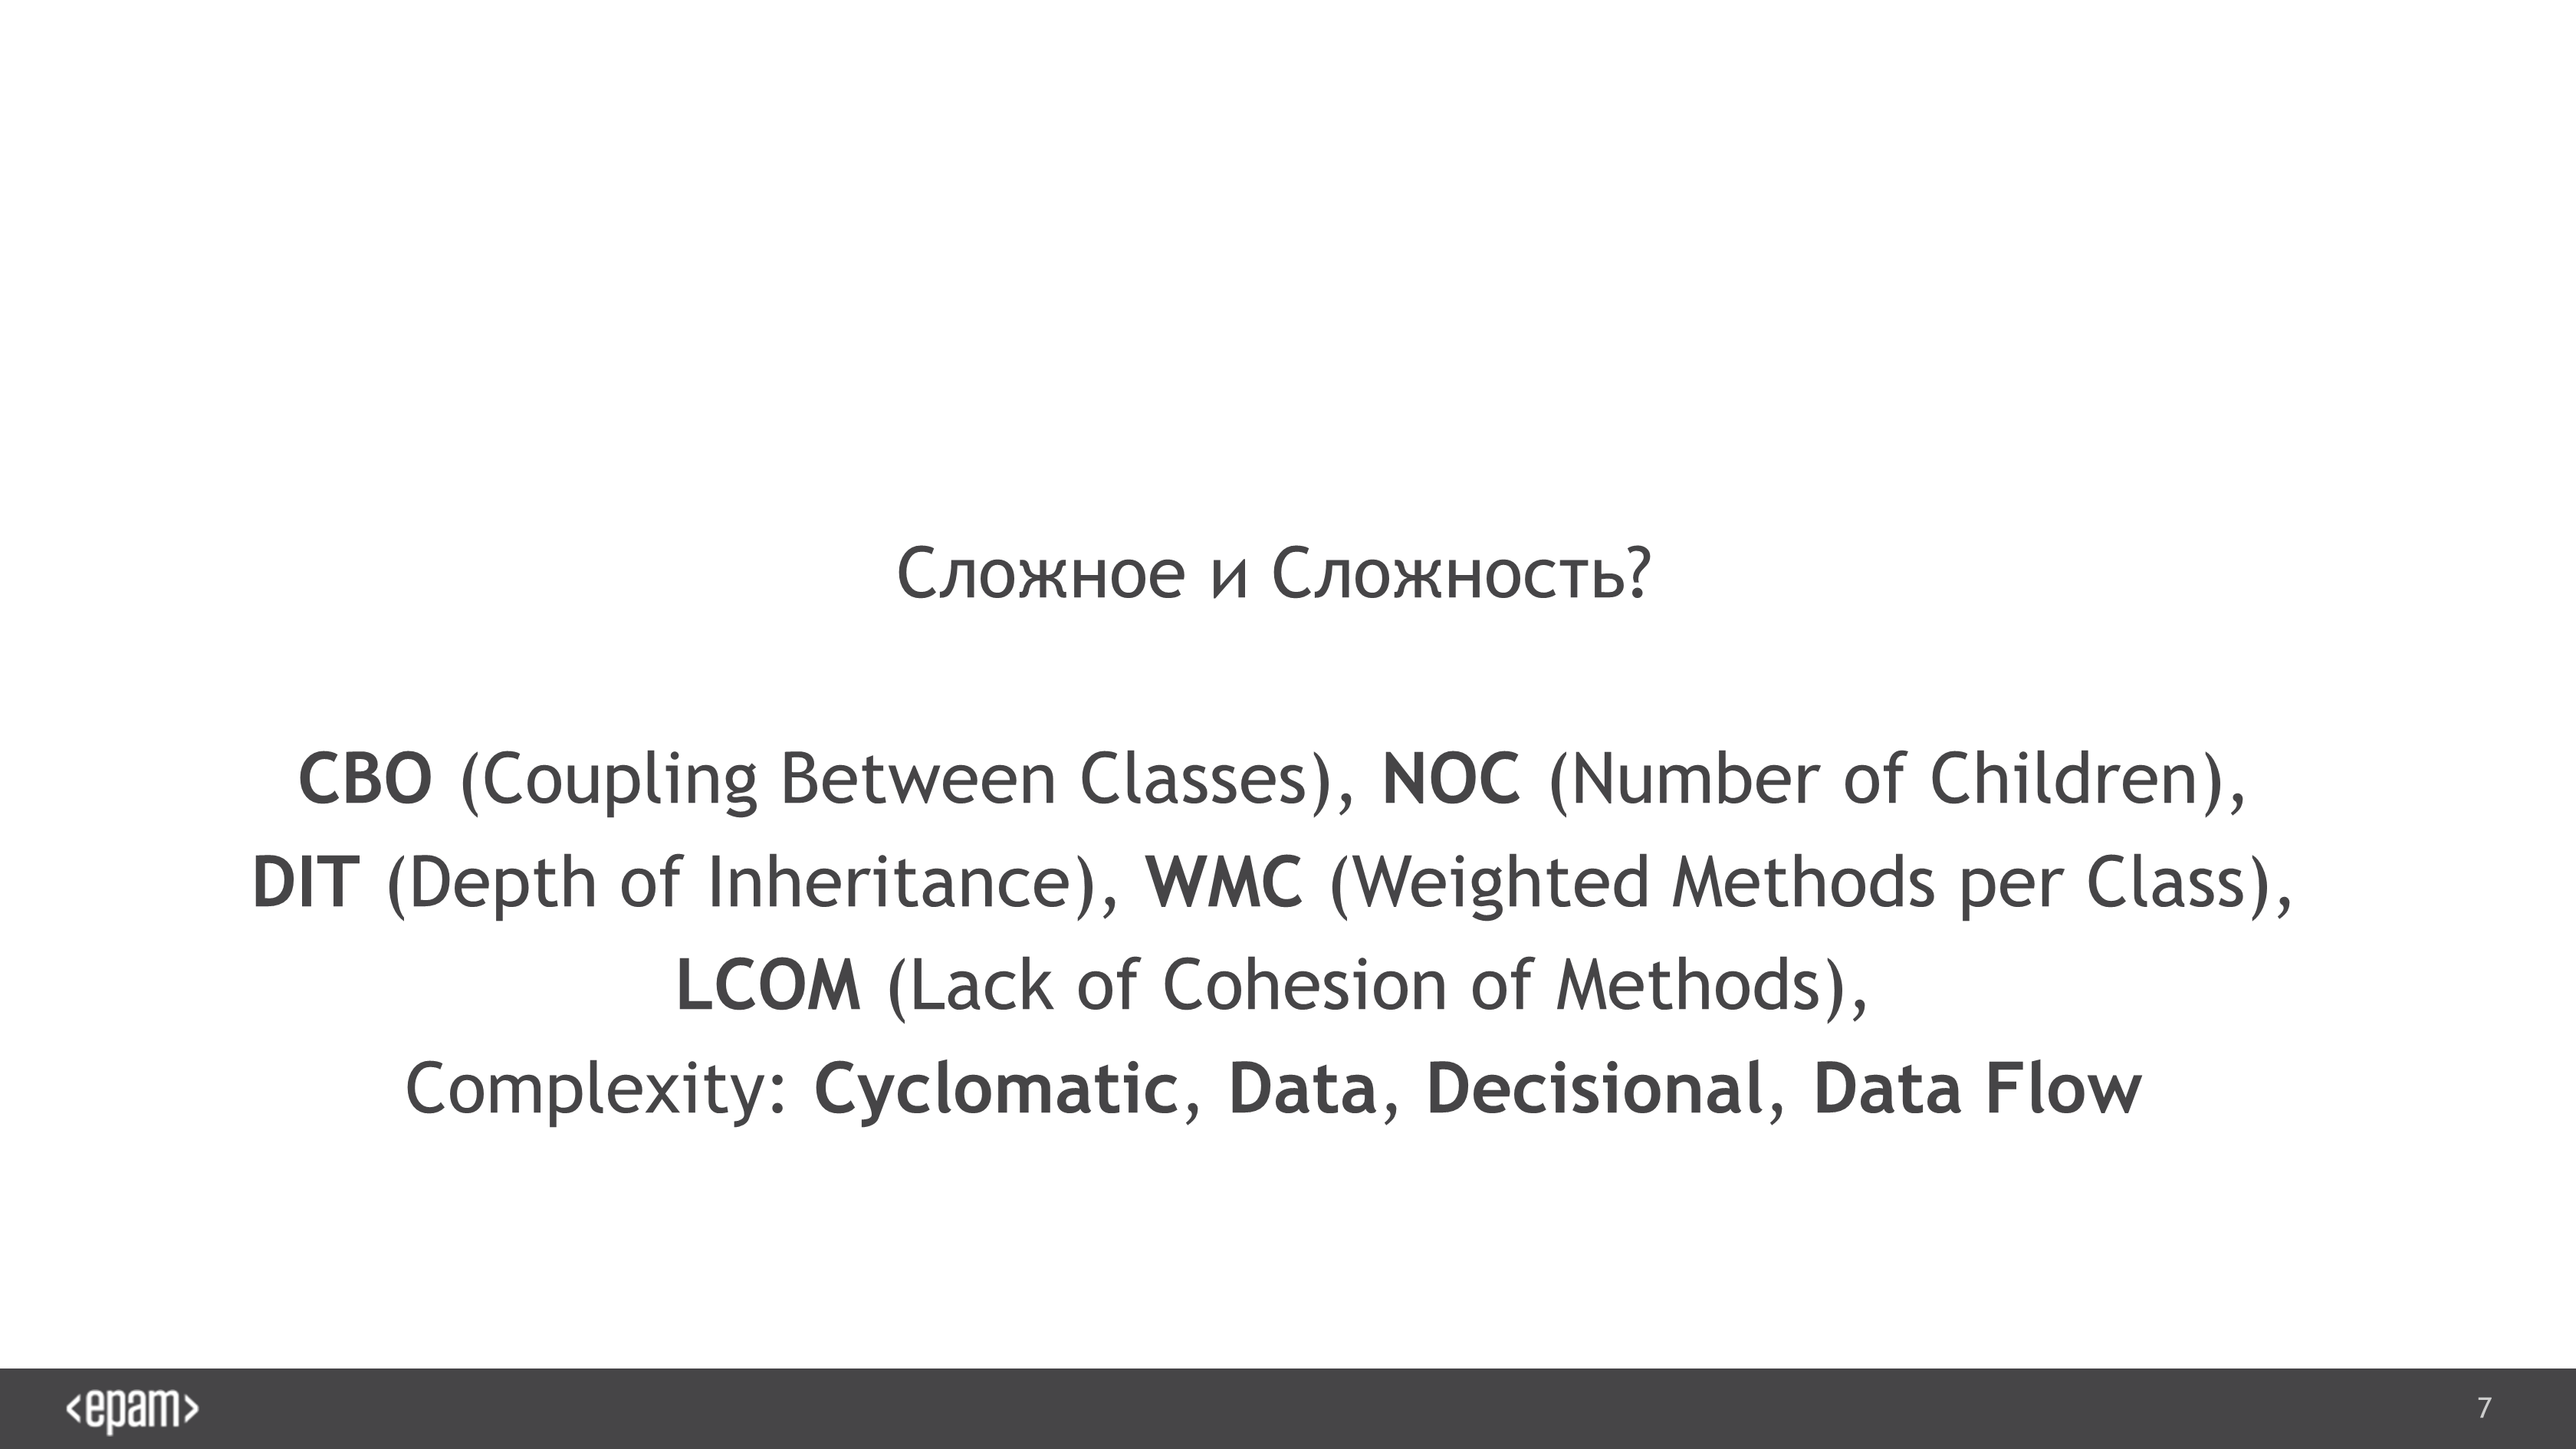 Сложное и Сложность?
CBO (Coupling Between Classes), NOC (Number of Children),
DIT (Depth of Inheritance), WMC (Weighted Methods per Class),
LCOM (Lack of Cohesion of Methods),
Complexity: Cyclomatic, Data, Decisional, Data Flow
<epam>
7